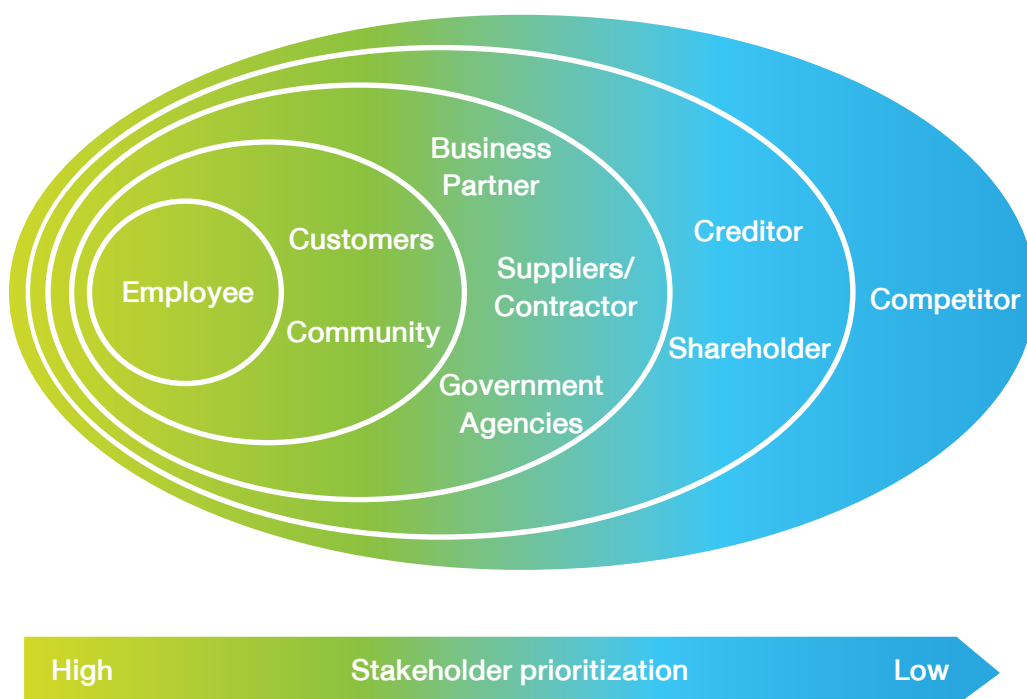 Business
Partner
Customers
Creditor
Suppliers/
Contractor
Employee
Competitor
Community
Shareholder
Government
Agencies
High
Stakeholder prioritization
Low